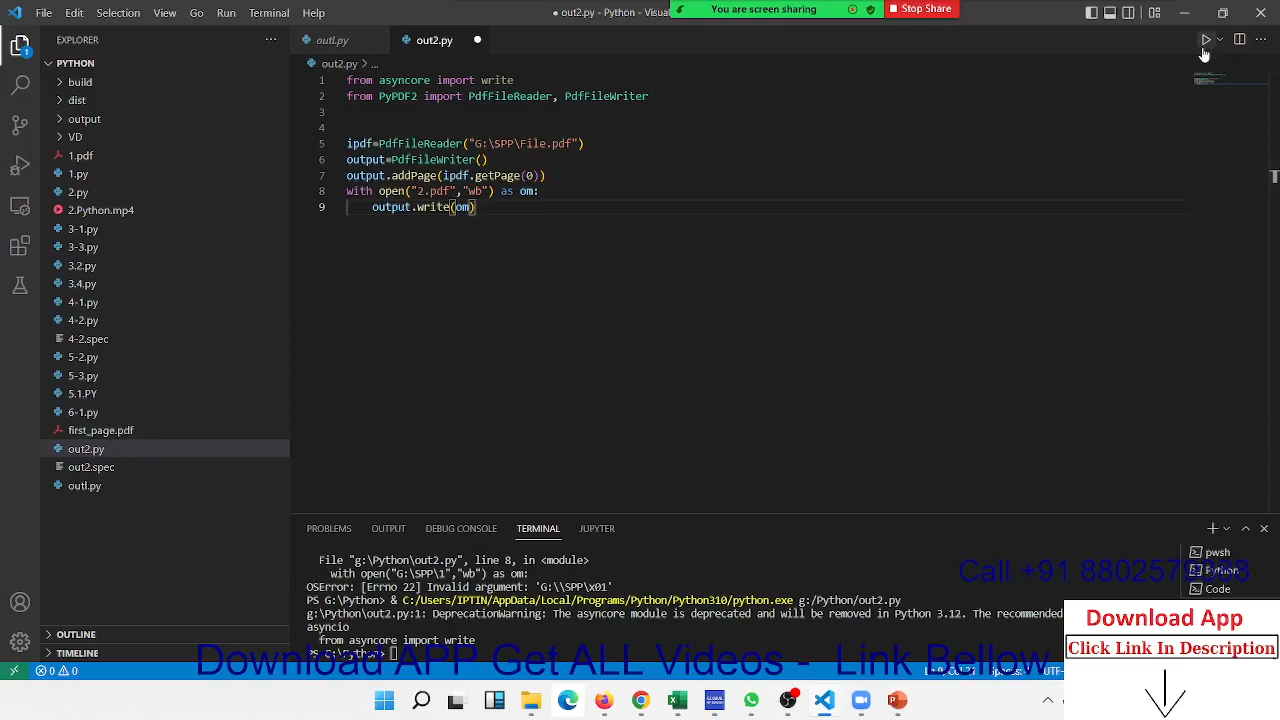 File Edit Selection View Go Run Terminal Help
● out2.py - Python - Visua
You are screen sharing
Stop Share
EXPLORER
···
outl.py
out2.py
PYTHON
build
dist
output
VD
1.pdf
1.py
2.py
2.Python.mp4
3-1.py
3-3.py
3.2.py
3.4.py
4-1.py
4-2.py
4-2.spec
5-2.py
5-3.py
5.1.PY
6-1.py
first_page.pdf
out2.py
out2.spec
outl.py
OUTLINE
TIMELINE
out2.py > ...
1 from asyncore import write
2 from PyPDF2 import PdfFileReader, PdfFileWriter
3
4
5 ipdf=PdfFileReader("G:\SPP\File.pdf")
6 output=PdfFileWriter()
7 output.addPage(ipdf.getPage(0))
8 with open("2.pdf","wb") as om:
9     output.write(om)
PROBLEMS OUTPUT DEBUG CONSOLE TERMINAL JUPYTER
File "g:\Python\out2.py", line 8, in <module>
with open("G:\SPP\1","wb") as om:
OSError: [Errno 22] Invalid argument: 'G:\\SPP\x01'
PS G:\Python> & C:/Users/IPTIN/AppData/Local/Programs/Python/Python310/python.exe g:/Python/out2.py
g:\Python\out2.py:1: DeprecationWarning: The asyncore module is deprecated and will be removed in Python 3.12. The recommended
asyncio
from asyncore import write
PS G:\python>
pwsh
Python
Code
Call +91 8802579388
Download APP Get ALL Videos - Link Bellow
Download App
Click Link In Description
0 0